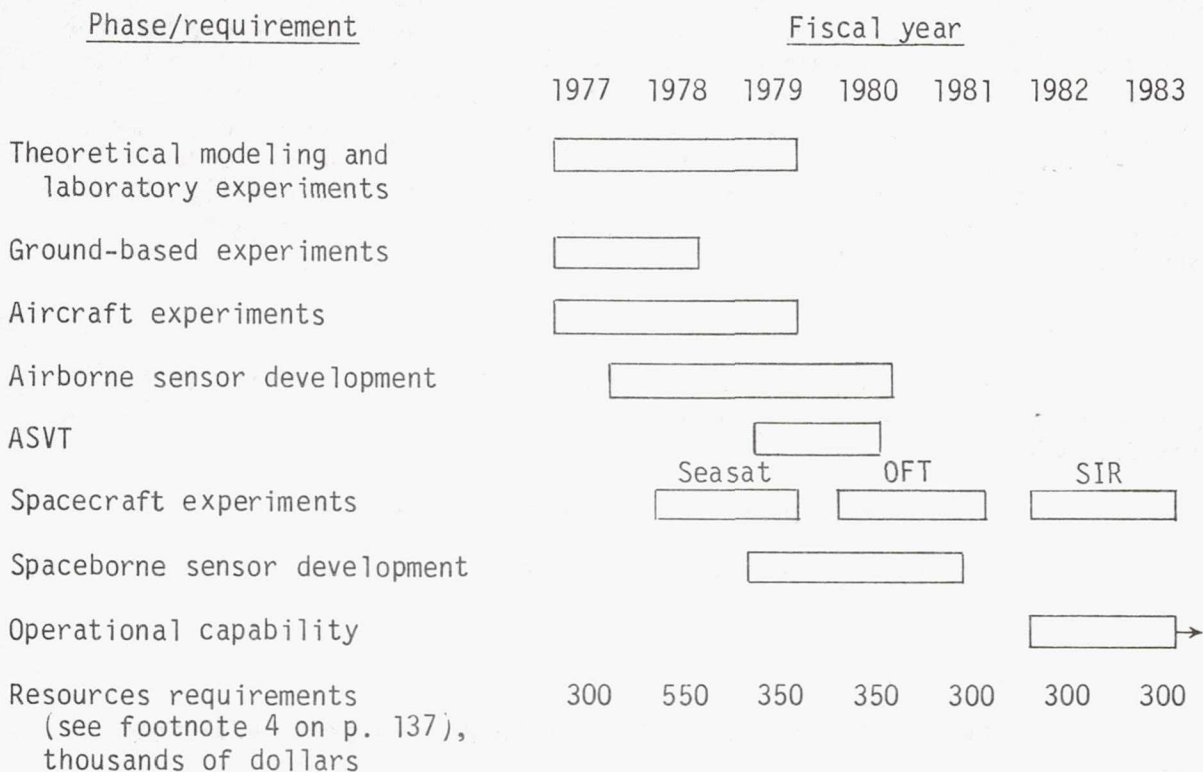 Phase/requirement Fiscal year
1977 1978 1979 1980 1981 1982 1983
Theoretical modeling and
laboratory experiments
Ground-based experiments
Aircraft experiments
Airborne sensor development
ASVT
Seasat OFT SIR
Spacecraft experiments
Spaceborne sensor development
Operational capability
Resources requirements 300 550 350 350 300 300 300
(see footnote 4 on p. 137),
thousands of dollars